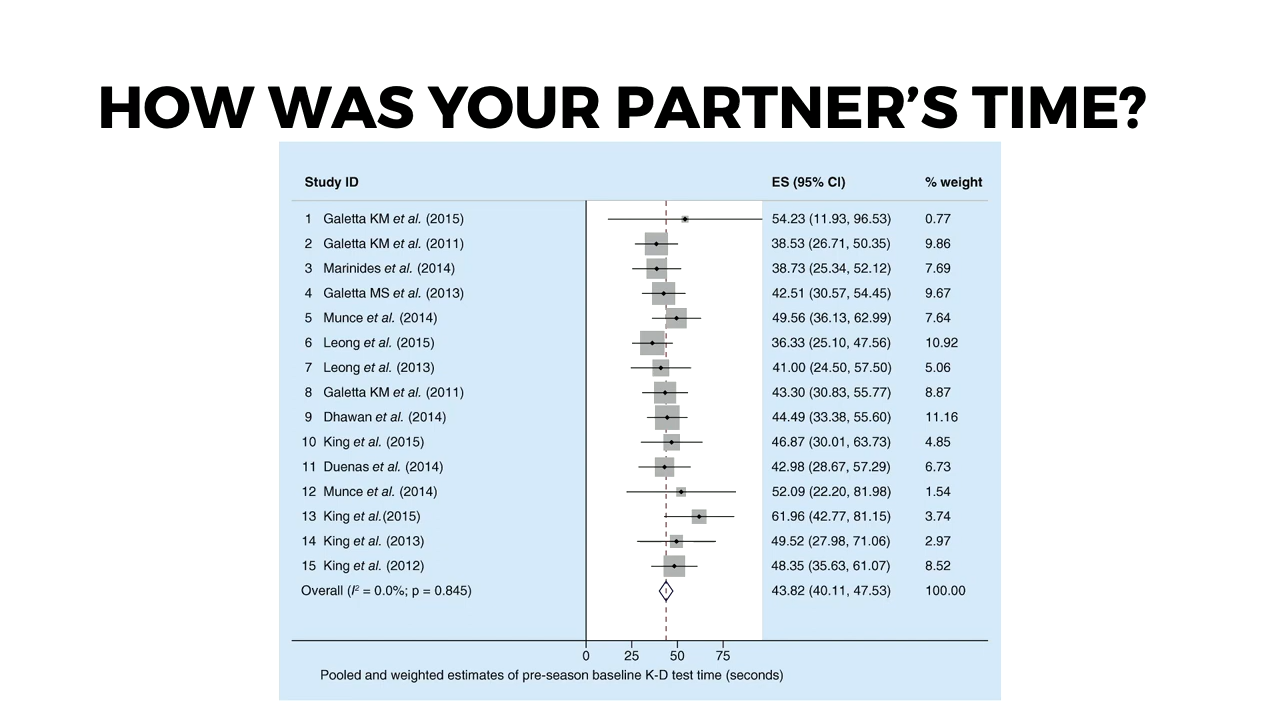 HOW WAS YOUR PARTNER’S TIME?
Study ID ES (95% CI) % weight
1 Galetta KM et al. (2015) 54.23 (11.93, 96.53) 0.77
2 Galetta KM et al. (2011) 38.53 (26.71, 50.35) 9.86
3 Marinides et al. (2014) 38.73 (25.34, 52.12) 7.69
4 Galetta MS et al. (2013) 42.51 (30.57, 54.45) 9.67
5 Munce et al. (2014) 49.56 (36.13, 62.99) 7.64
6 Leong et al. (2015) 36.33 (25.10, 47.56) 10.92
7 Leong et al. (2013) 41.00 (24.50, 57.50) 5.06
8 Galetta KM et al. (2011) 43.30 (30.83, 55.77) 8.87
9 Dhawan et al. (2014) 44.49 (33.38, 55.60) 11.16
10 King et al. (2015) 46.87 (30.01, 63.73) 4.85
11 Duenas et al. (2014) 42.98 (28.67, 57.29) 6.73
12 Munce et al. (2014) 52.09 (22.20, 81.98) 1.54
13 King et al.(2015) 61.96 (42.77, 81.15) 3.74
14 King et al. (2013) 49.52 (27.98, 71.06) 2.97
15 King et al. (2012) 48.35 (35.63, 61.07) 8.52
Overall (I² = 0.0%; p = 0.845) 43.82 (40.11, 47.53) 100.00
0 25 50 75
Pooled and weighted estimates of pre-season baseline K-D test time (seconds)